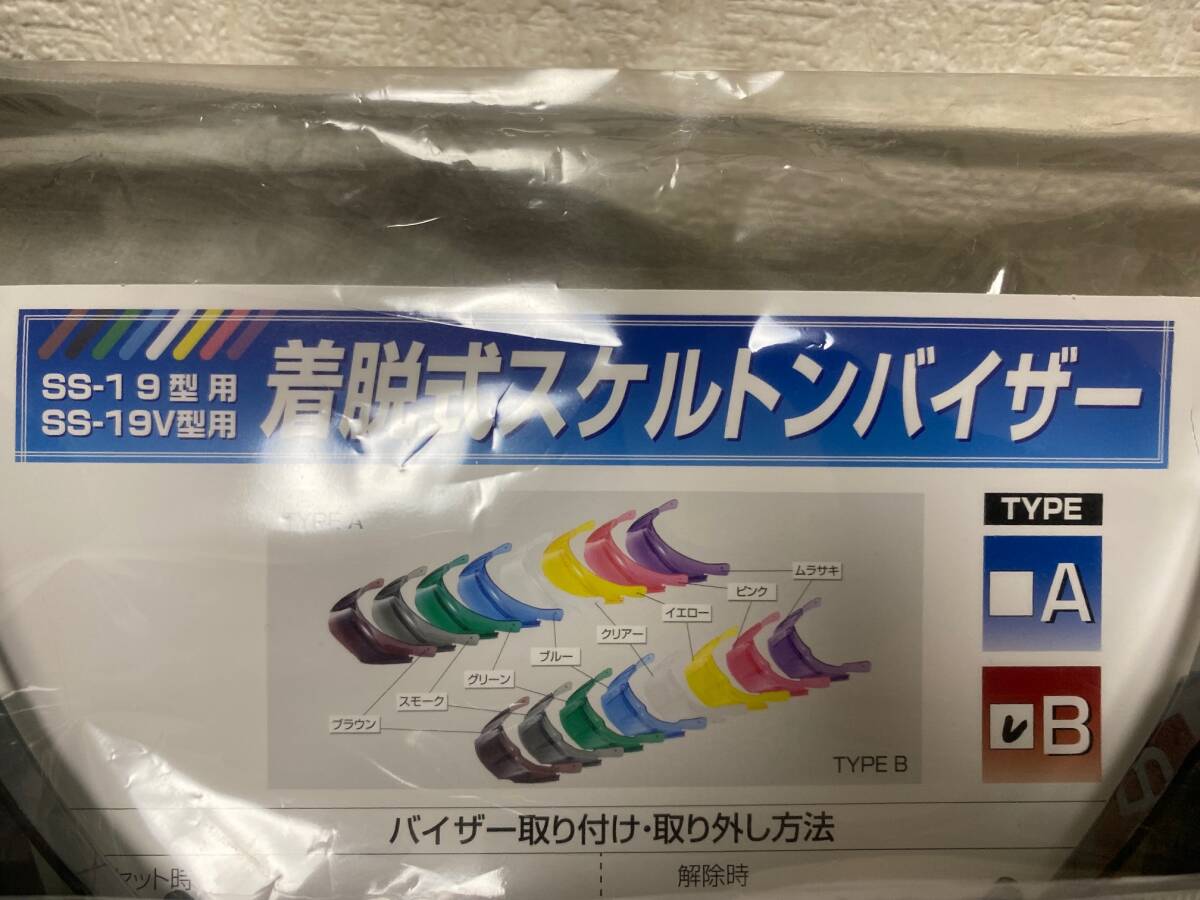 SS-19型用
SS-19V型用
着脱式スケルトンバイザー
TYPE A
TYPE
A
B
ムラサキ
ピンク
イエロー
クリアー
ブルー
グリーン
スモーク
ブラウン
TYPE B
バイザー取り付け・取り外し方法
ット時
解除時